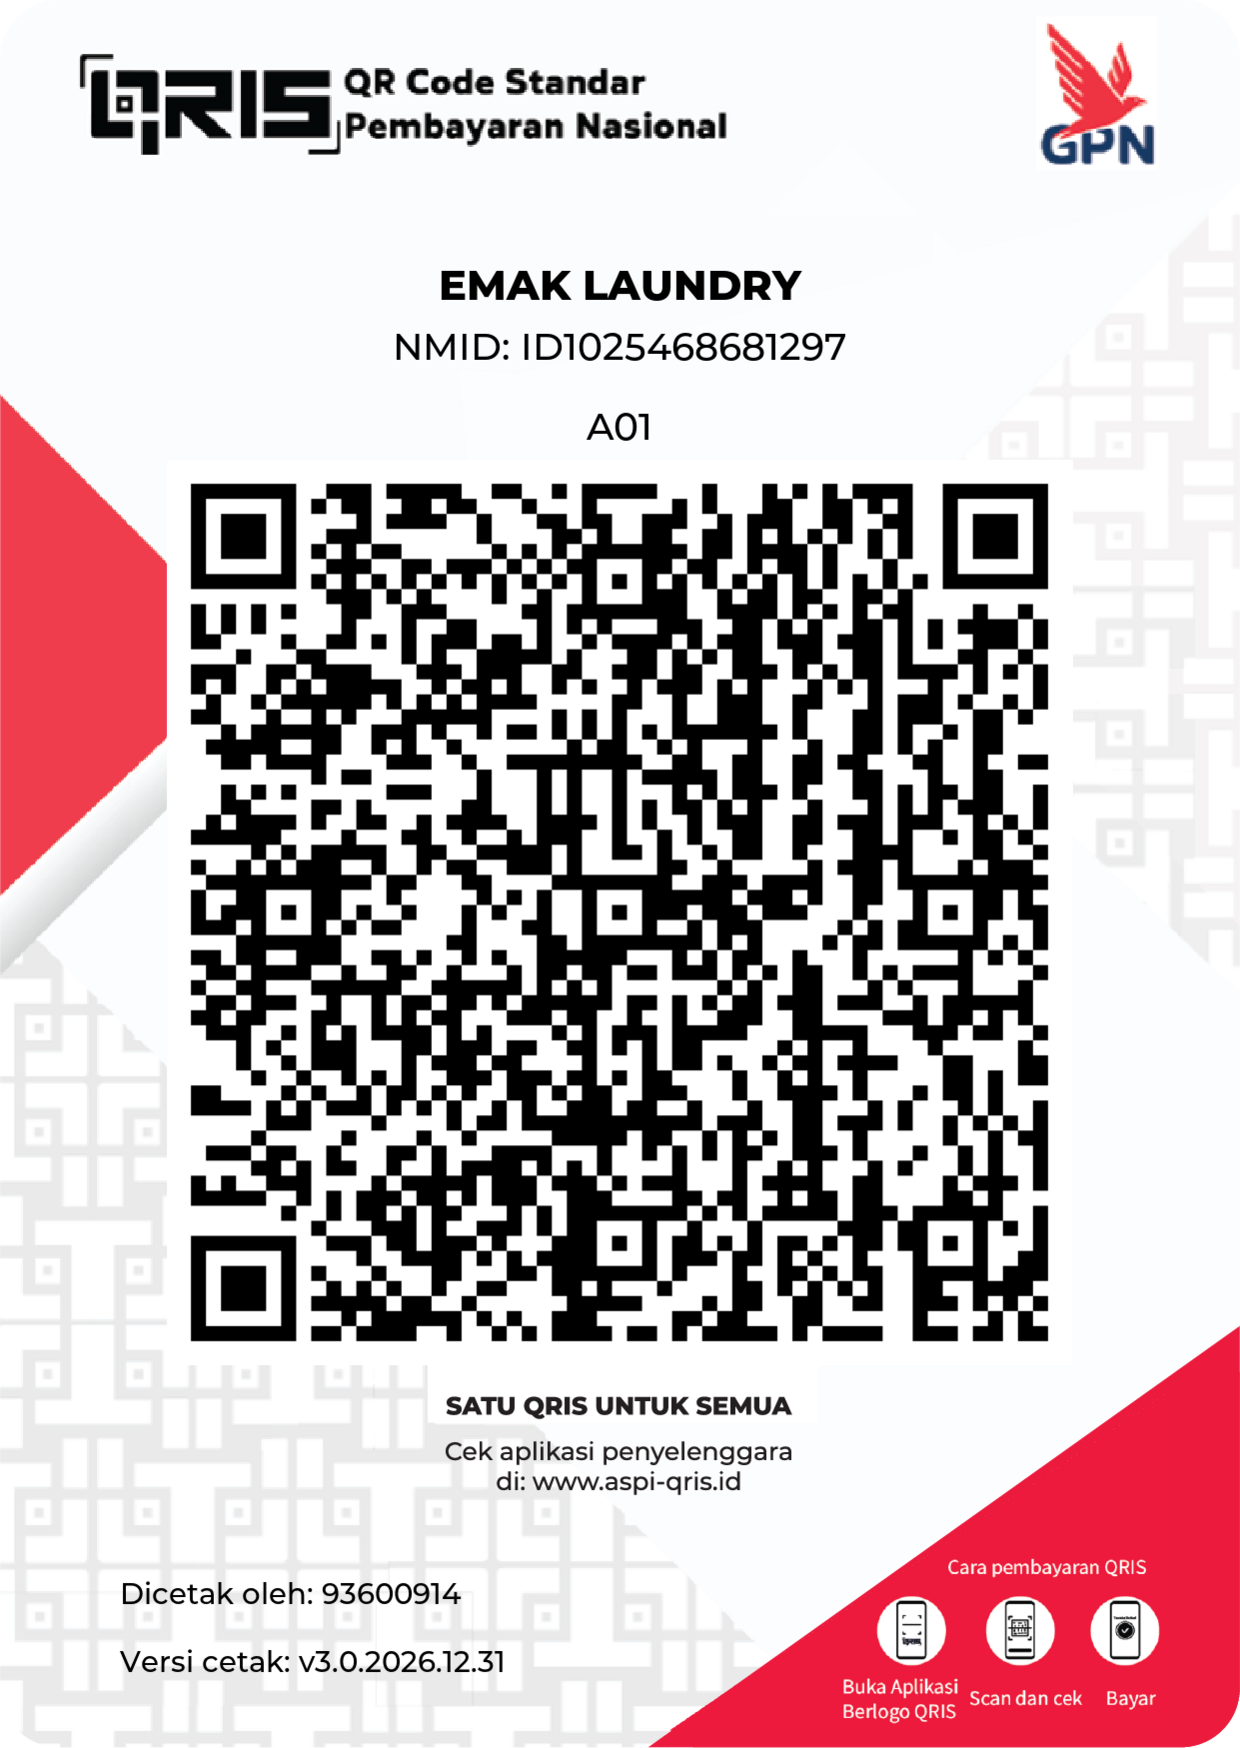 QRIS QR Code Standar
Pembayaran Nasional
GPN
EMAK LAUNDRY
NMID: ID1025468681297
A01
SATU QRIS UNTUK SEMUA
Cek aplikasi penyelenggara
di: www.aspi-qris.id
Dicetak oleh: 93600914
Versi cetak: v3.0.2026.12.31
Cara pembayaran QRIS
Buka Aplikasi
Berlogo QRIS
Scan dan cek
Bayar